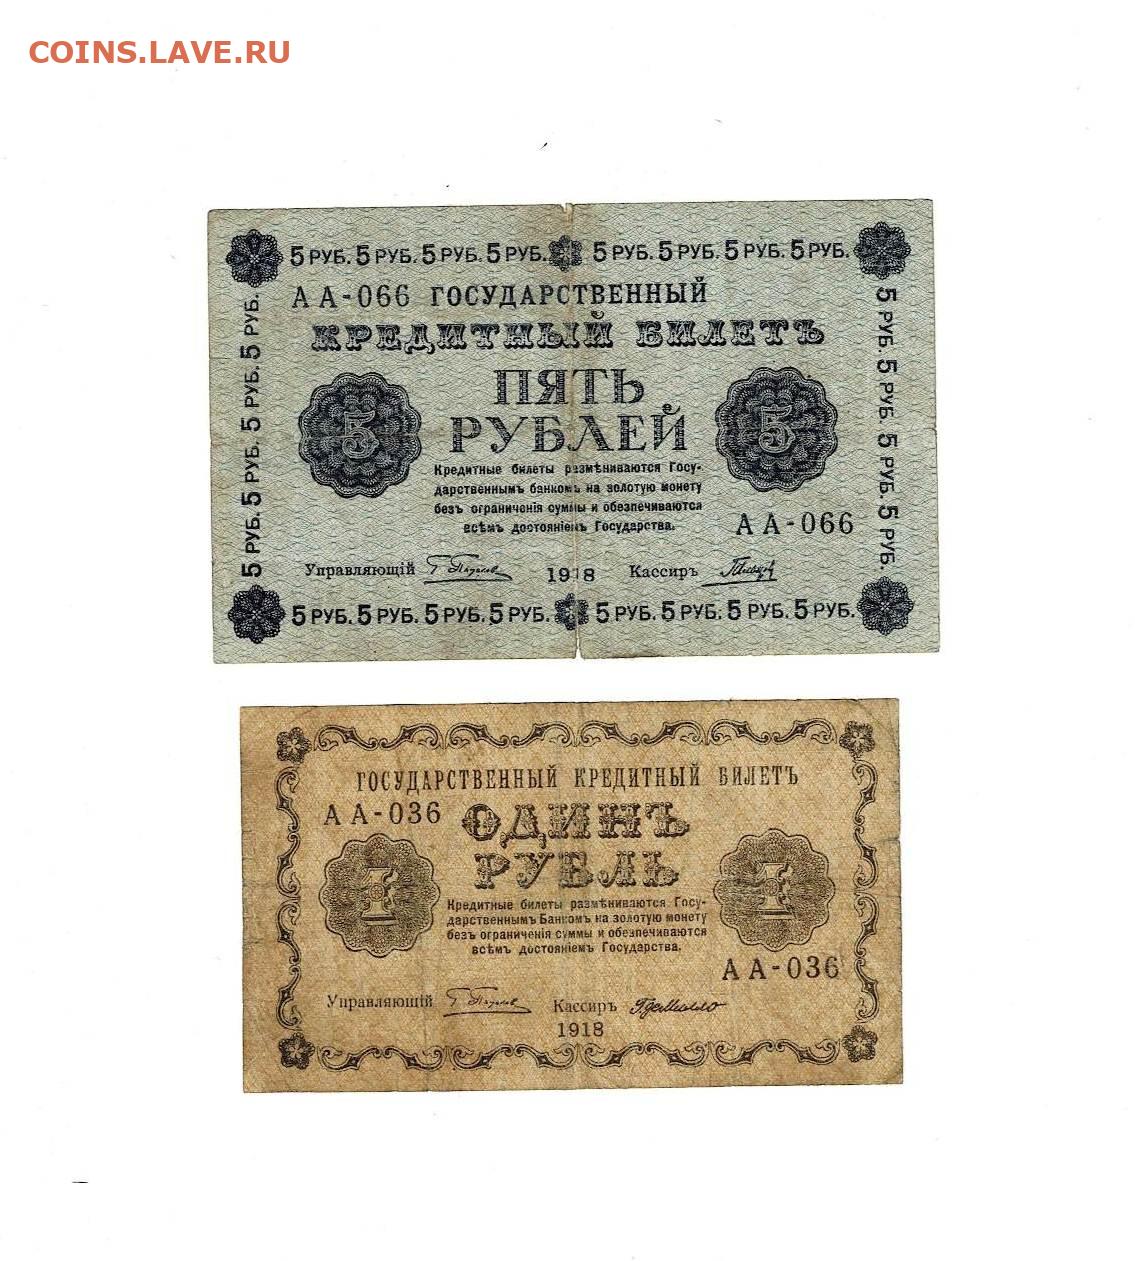 COINS.LAVE.RU
5 РУБ. 5 РУБ. 5 РУБ. 5 РУБ. 5 РУБ. 5 РУБ. 5 РУБ. 5 РУБ.
АА-066 ГОСУДАРСТВЕННЫЙ
КРЕДИТНЫЙ БИЛЕТЪ
ПЯТЬ
РУБЛЕЙ
5 5
Кредитные билеты размѣниваются Госу-
дарственнымъ банкомъ на золотую монету
безъ ограниченія суммы и обезпечиваются
всѣмъ достояніемъ Государства.
АА-066
Управляющій 1918 Кассиръ
5 РУБ. 5 РУБ. 5 РУБ. 5 РУБ. 5 РУБ. 5 РУБ. 5 РУБ. 5 РУБ.
5 РУБ. 5 РУБ. 5 РУБ. 5 РУБ.
5 РУБ. 5 РУБ. 5 РУБ. 5 РУБ.
ГОСУДАРСТВЕННЫЙ КРЕДИТНЫЙ БИЛЕТЪ
АА-036
ОДИНЪ
РУБЛЬ
1 1
Кредитные билеты размѣниваются Госу-
дарственнымъ Банкомъ на золотую монету
безъ ограниченія суммы и обезпечиваются
всѣмъ достояніемъ Государства.
АА-036
Управляющій Кассиръ
1918